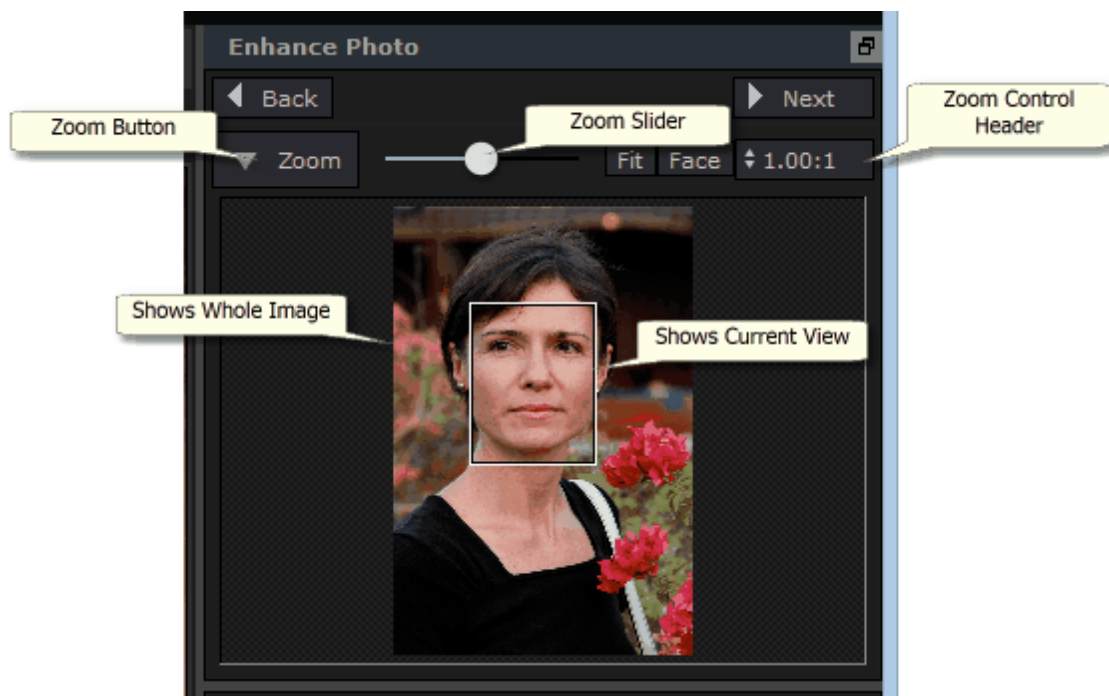 Enhance Photo
Back
Next
Zoom Button
Zoom Slider
Zoom Control
Header
Zoom
Fit
Face
1.00:1
Shows Whole Image
Shows Current View